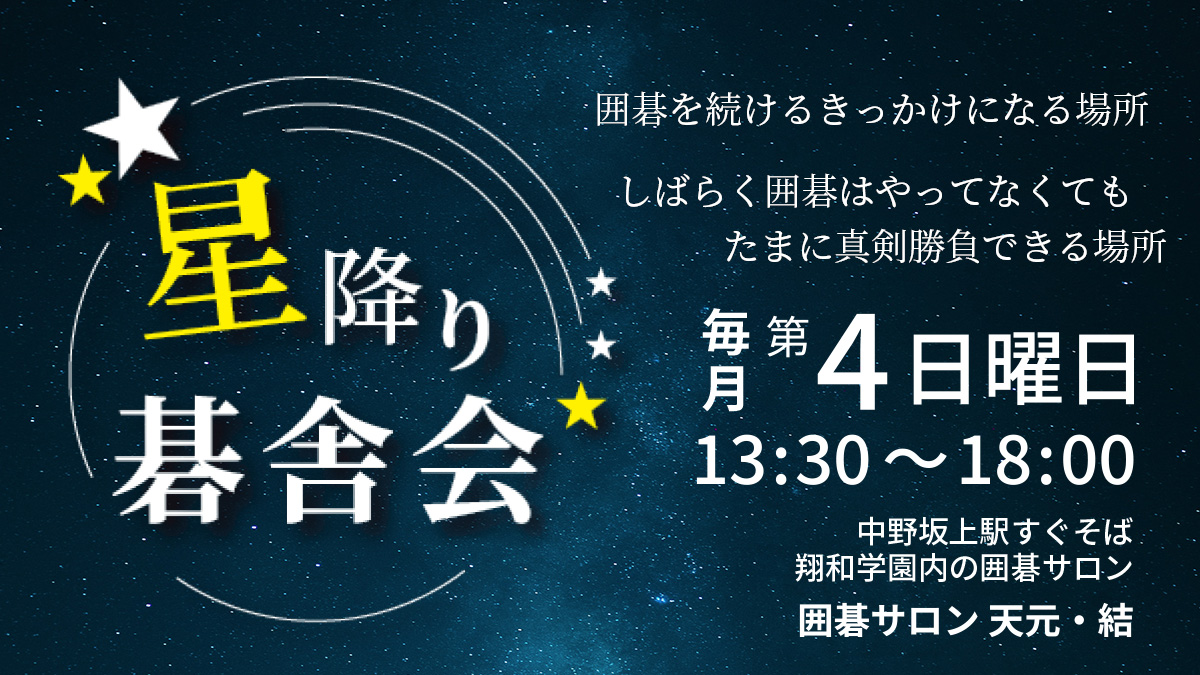 星降り
碁舎会
囲碁を続けるきっかけになる場所
しばらく囲碁はやってなくても
たまに真剣勝負できる場所
毎月第4日曜日
13:30～18:00
中野坂上駅すぐそば
翔和学園内の囲碁サロン
囲碁サロン 天元・結